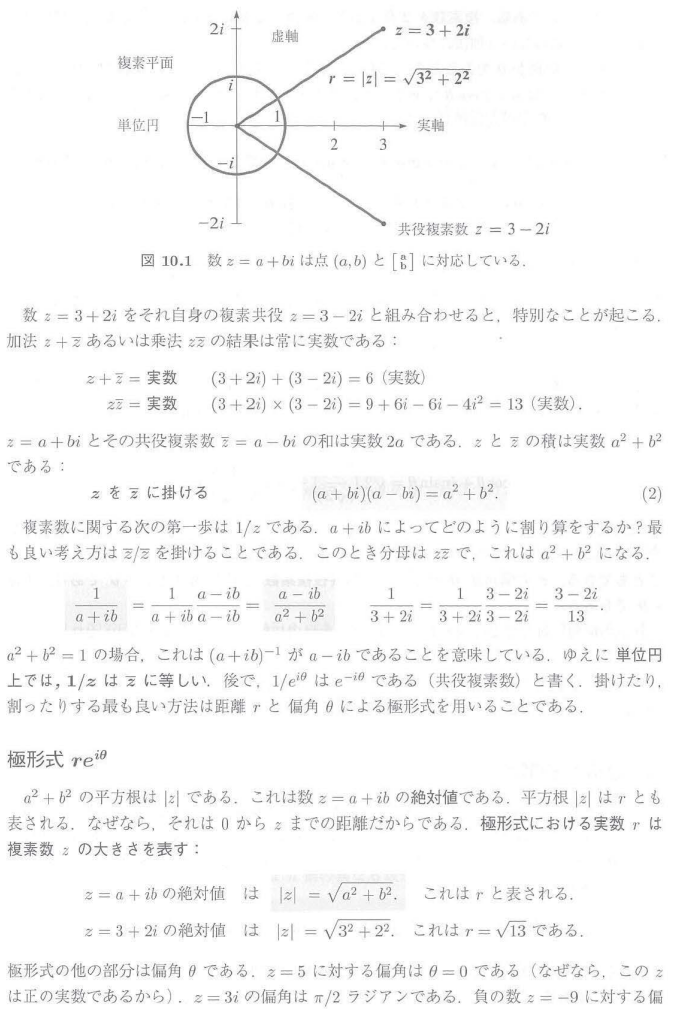 2i
虚軸
z = 3 + 2i
複素平面
i
r = |z| = √(3² + 2²)
単位円
−1
1
実軸
2
3
−i
−2i
共役複素数 z = 3 − 2i
図 10.1 数 z = a + bi は点 (a, b) と [a b] に対応している.
数 z = 3 + 2i をそれ自身の複素共役 z = 3 − 2i と組み合わせると,特別なことが起こる.
加法 z + z̅ あるいは乗法 zz̅ の結果は常に実数である:
z + z̅ = 実数 (3 + 2i) + (3 − 2i) = 6 (実数)
zz̅ = 実数 (3 + 2i) × (3 − 2i) = 9 + 6i − 6i − 4i² = 13 (実数).
z = a + bi とその共役複素数 z̅ = a − bi の和は実数 2a である.z と z̅ の積は実数 a² + b²
である:
z を z̅ に掛ける (a + bi)(a − bi) = a² + b². (2)
複素数に関する次の第一歩は 1/z である.a + ib によってどのように割り算をするか?最
も良い考え方は z̅/z̅ を掛けることである.このとき分母は zz̅ で,これは a² + b² になる.
1/(a + ib) = 1/(a + ib) (a − ib)/(a − ib) = (a − ib)/(a² + b²) 1/(3 + 2i) = 1/(3 + 2i) (3 − 2i)/(3 − 2i) = (3 − 2i)/13.
a² + b² = 1 の場合,これは (a + ib)⁻¹ が a − ib であることを意味している.ゆえに 単位円
上では,1/z は z̅ に等しい.後で,1/e^{iθ} は e^{−iθ} である(共役複素数)と書く.掛けたり,
割ったりする最も良い方法は距離 r と 偏角 θ による極形式を用いることである.
極形式 re^{iθ}
a² + b² の平方根は |z| である.これは数 z = a + ib の絶対値である.平方根 |z| は r とも
表される.なぜなら,それは 0 から z までの距離だからである.極形式における実数 r は
複素数 z の大きさを表す:
z = a + ib の絶対値 は |z| = √(a² + b²). これは r と表される.
z = 3 + 2i の絶対値 は |z| = √(3² + 2²). これは r = √13 である.
極形式の他の部分は偏角 θ である.z = 5 に対する偏角は θ = 0 である(なぜなら,この z
は正の実数であるから).z = 3i の偏角は π/2 ラジアンである.負の数 z = −9 に対する偏